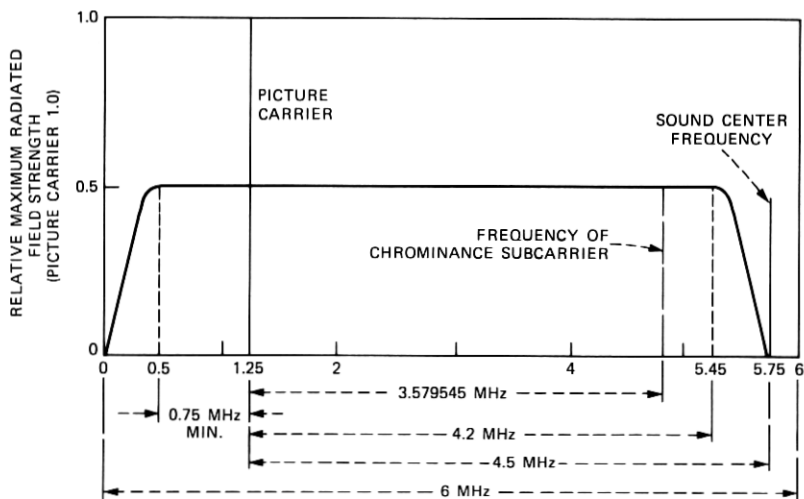 1.0
PICTURE
CARRIER
SOUND CENTER
FREQUENCY
RELATIVE MAXIMUM RADIATED
FIELD STRENGTH
(PICTURE CARRIER 1.0)
0.5
FREQUENCY OF
CHROMINANCE SUBCARRIER
0
0 0.5 1.25 2 4 5.45 5.75 6
3.579545 MHz
0.75 MHz
MIN.
4.2 MHz
4.5 MHz
6 MHz